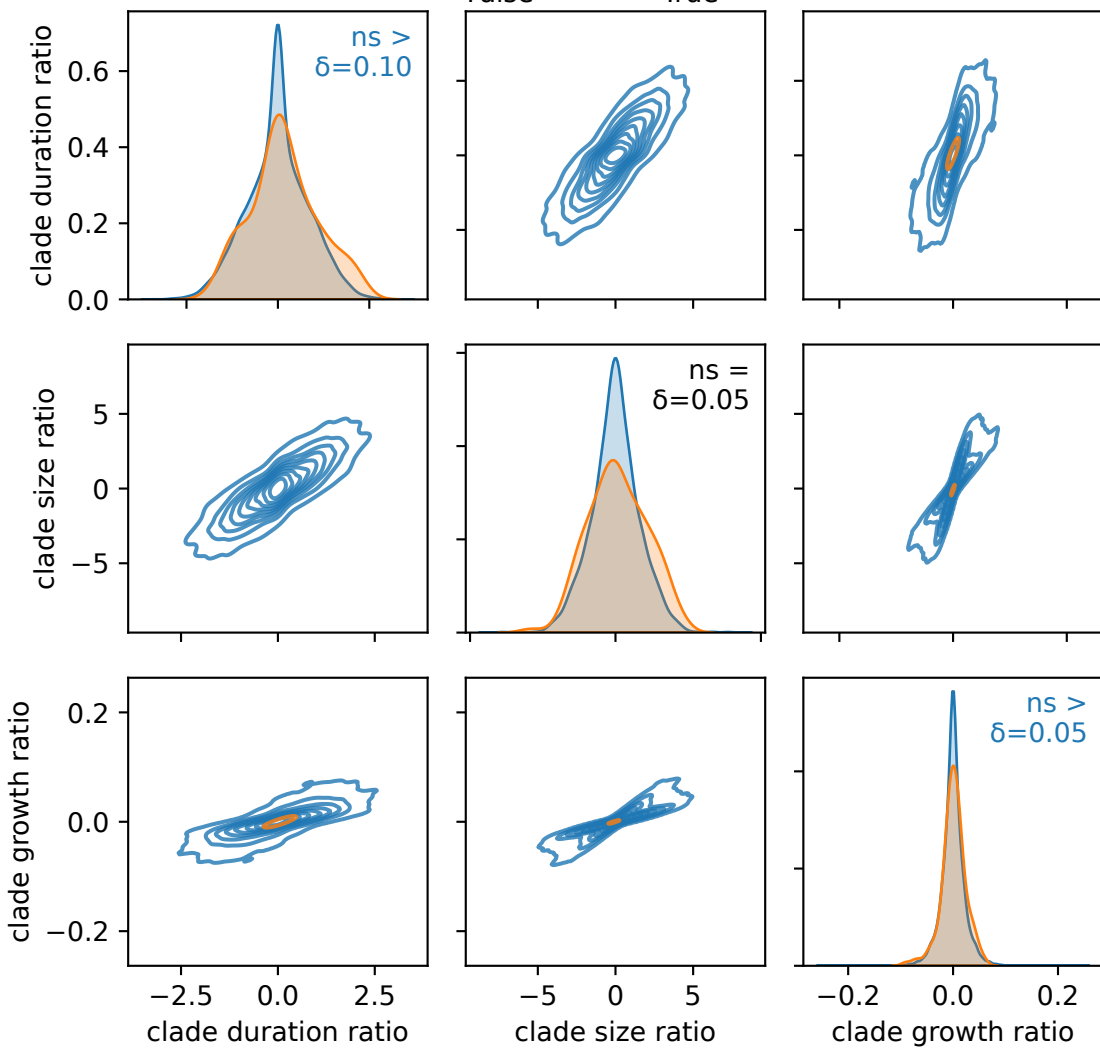 ns >
δ=0.10
clade duration ratio
0.6
0.4
0.2
0.0
ns =
δ=0.05
clade size ratio
5
0
−5
ns >
δ=0.05
clade growth ratio
0.2
0.0
−0.2
−2.5 0.0 2.5
−5 0 5
−0.2 0.0 0.2
clade duration ratio
clade size ratio
clade growth ratio